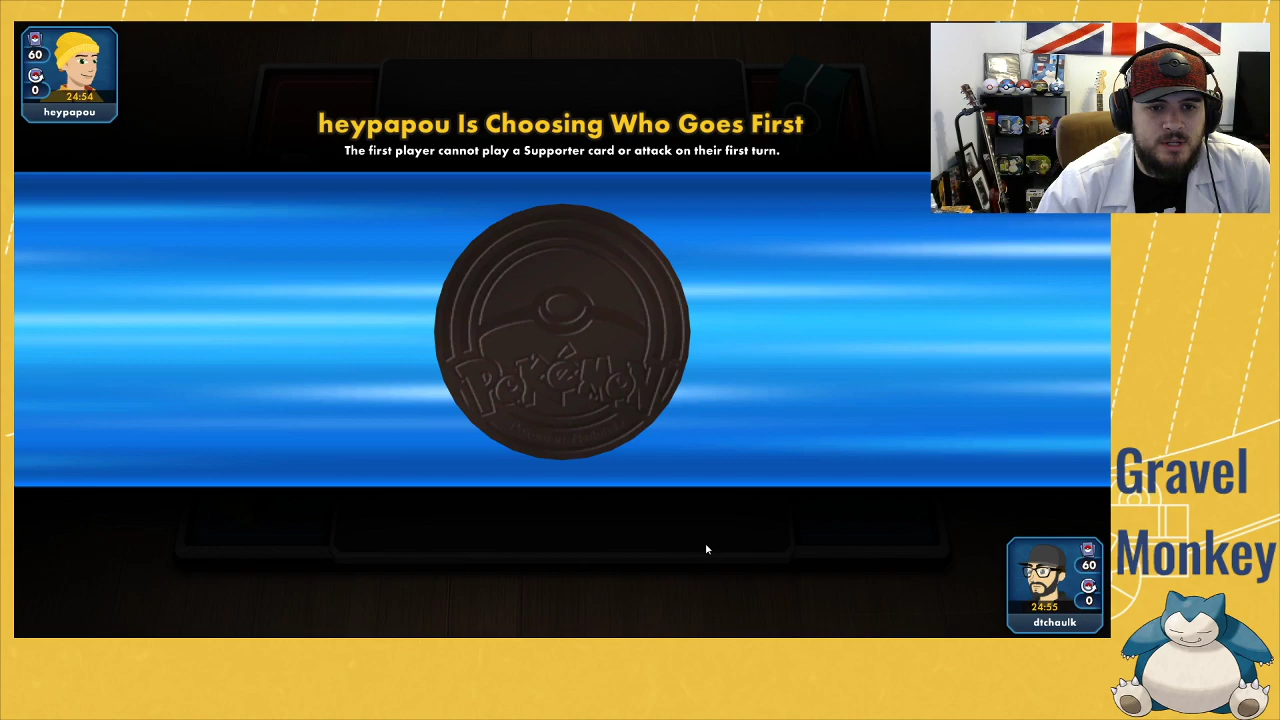 60
0
24:54
heypapou
heypapou Is Choosing Who Goes First
The first player cannot play a Supporter card or attack on their first turn.
POKéMON
Gravel
Monkey
60
0
24:55
dtchaulk